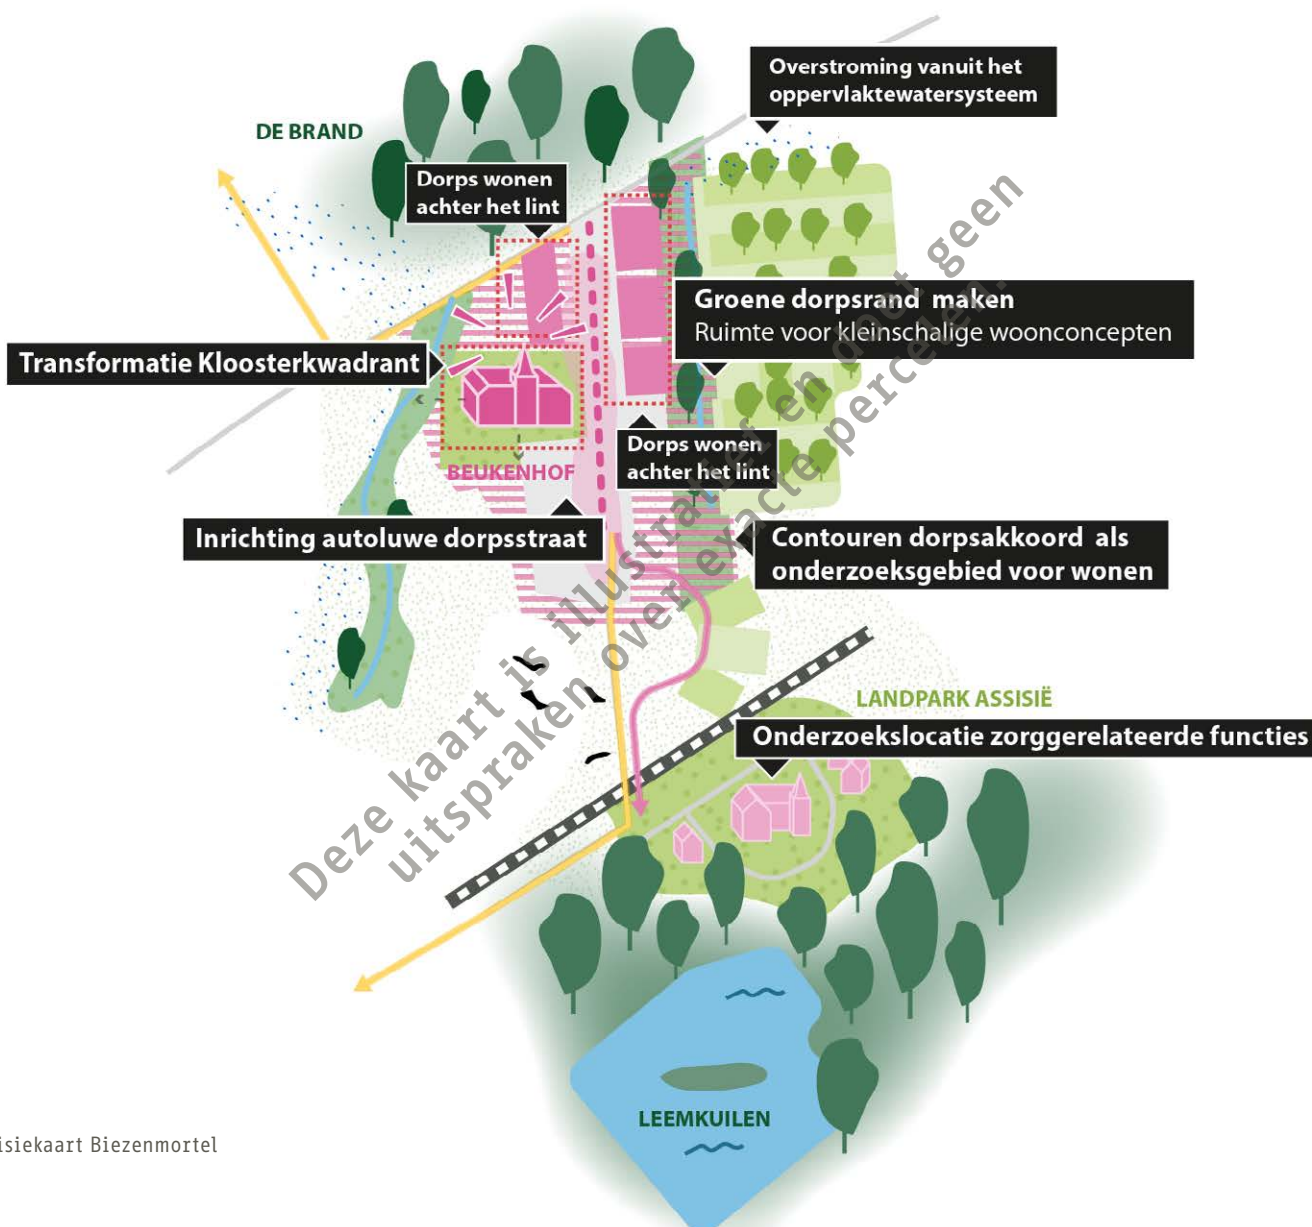 Overstroming vanuit het
oppervlaktewatersysteem
DE BRAND
Dorps wonen
achter het lint
Groene dorpsrand maken
Ruimte voor kleinschalige woonconcepten
Transformatie Kloosterkwadrant
Dorps wonen
achter het lint
BEUKENHOF
Inrichting autoluwe dorpsstraat
Contouren dorpsakkoord als
onderzoeksgebied voor wonen
Deze kaart is illustratief en doet geen
uitspraken over exacte percelen.
LANDPARK ASSISIË
Onderzoekslocatie zorggerelateerde functies
LEEMKUILEN
isiekaart Biezenmortel